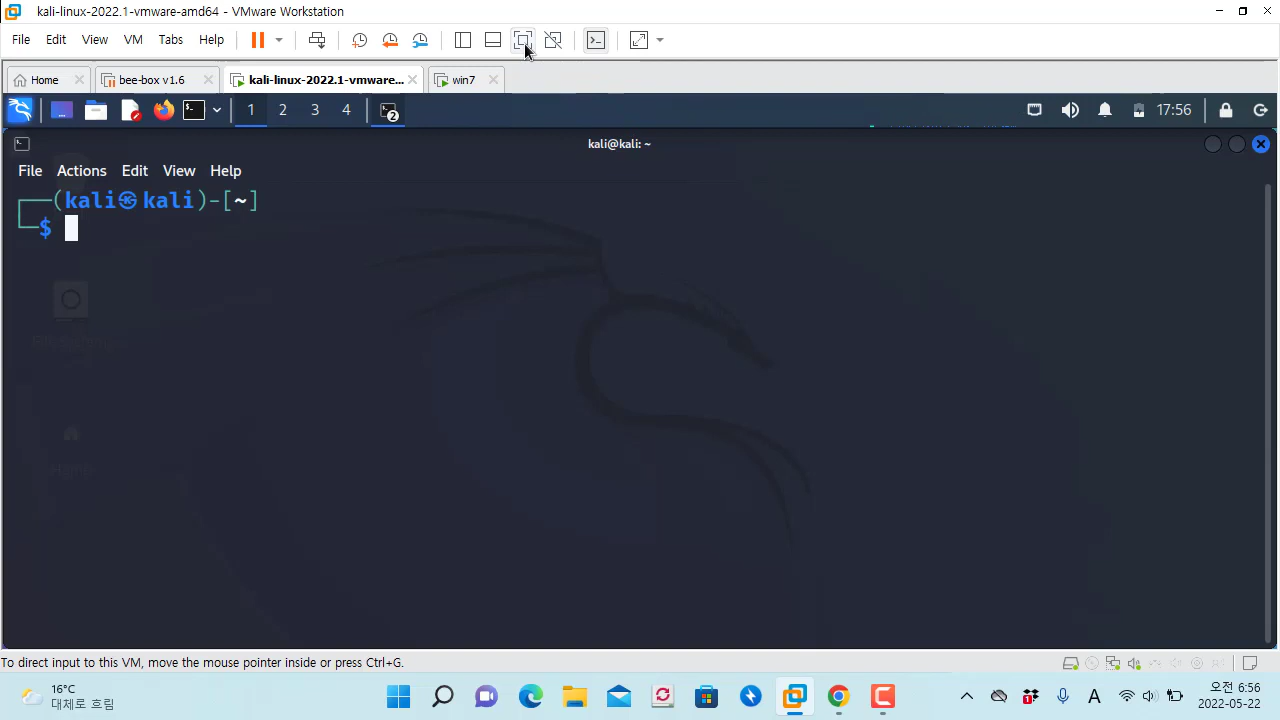 kali-linux-2022.1-vmware-amd64 - VMware Workstation
File Edit View VM Tabs Help
Home bee-box v1.6 kali-linux-2022.1-vmware... win7
1 2 3 4 2 17:56
kali@kali: ~
File Actions Edit View Help
(kali㉿kali)-[~]
$
To direct input to this VM, move the mouse pointer inside or press Ctrl+G.
16°C
대체로 흐림
1
A
오전 6:56
2022-05-22